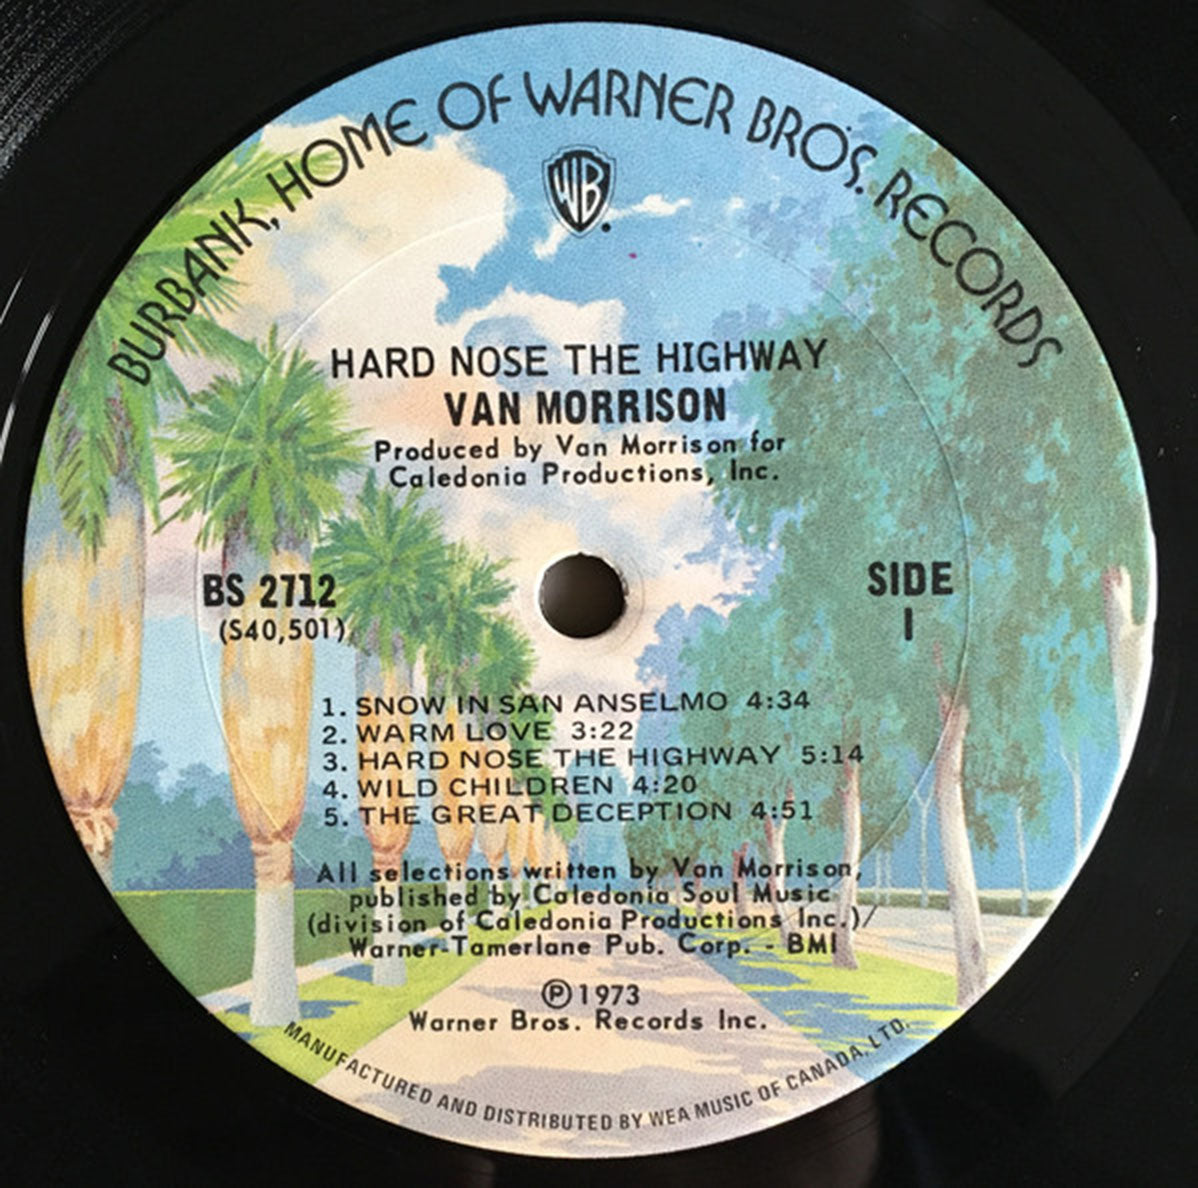 BURBANK, HOME OF WARNER BROS. RECORDS
WB
HARD NOSE THE HIGHWAY
VAN MORRISON
Produced by Van Morrison for
Caledonia Productions, Inc.
BS 2712
(S40,501)
SIDE
1
1. SNOW IN SAN ANSELMO 4:34
2. WARM LOVE 3:22
3. HARD NOSE THE HIGHWAY 5:14
4. WILD CHILDREN 4:20
5. THE GREAT DECEPTION 4:51
All selections written by Van Morrison,
published by Caledonia Soul Music
(division of Caledonia Productions Inc.)/
Warner-Tamerlane Pub. Corp. - BMI
℗1973
Warner Bros. Records Inc.
MANUFACTURED AND DISTRIBUTED BY WEA MUSIC OF CANADA, LTD.